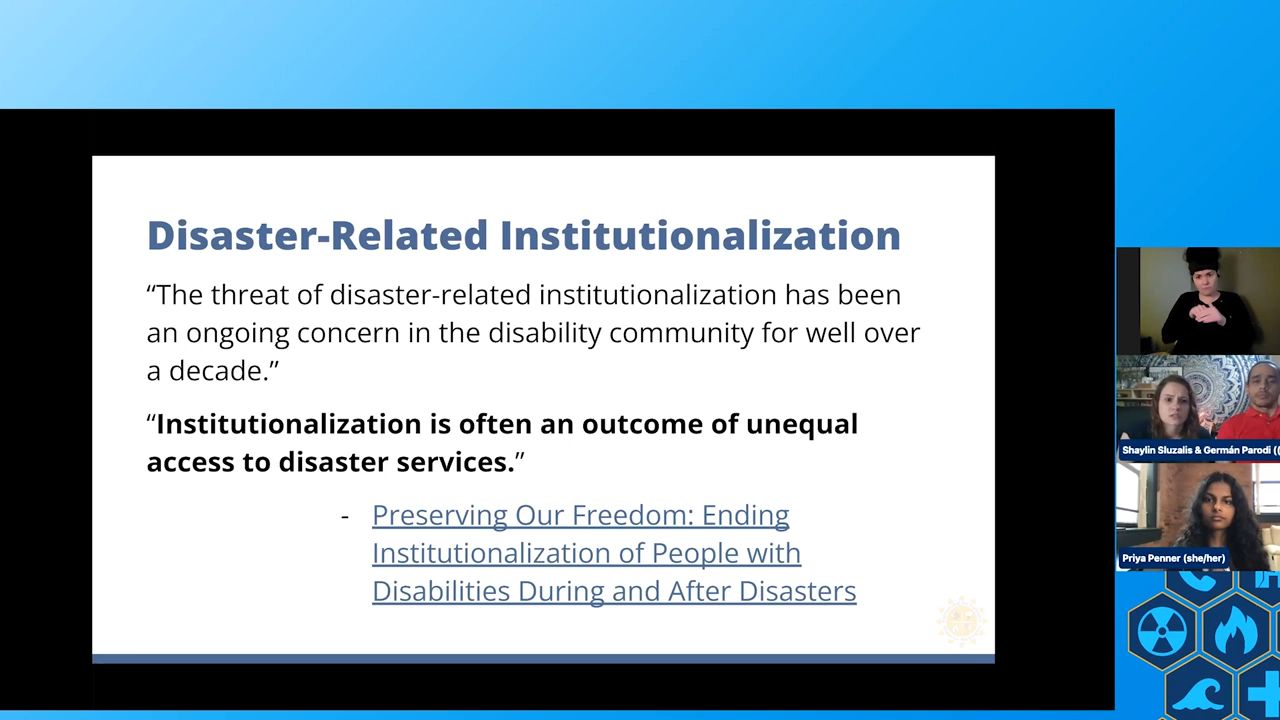 Disaster-Related Institutionalization
“The threat of disaster-related institutionalization has been
an ongoing concern in the disability community for well over
a decade.”
“Institutionalization is often an outcome of unequal
access to disaster services.”
- Preserving Our Freedom: Ending
Institutionalization of People with
Disabilities During and After Disasters
Shaylin Sluzalis & Germán Parodi ((
Priya Penner (she/her)